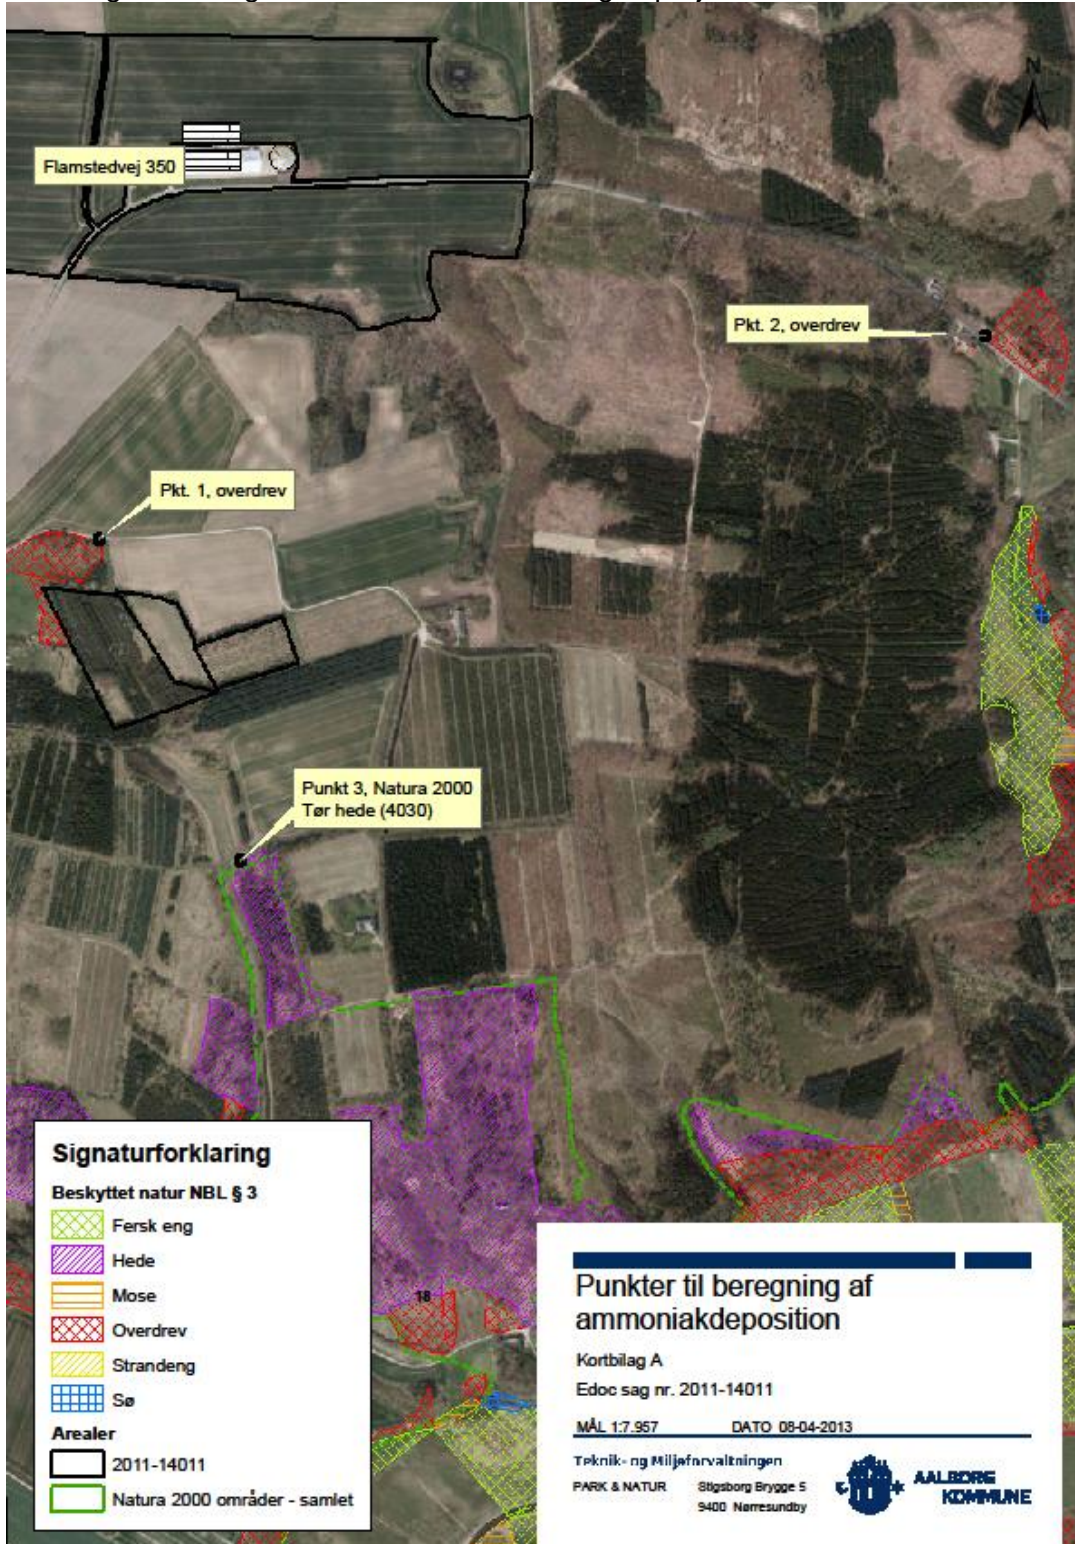 N
Flamstedvej 350
Pkt. 2, overdrev
Pkt. 1, overdrev
Punkt 3, Natura 2000
Tør hede (4030)
18
Signaturforklaring
Beskyttet natur NBL § 3
Fersk eng
Hede
Mose
Overdrev
Strandeng
Sø
Arealer
2011-14011
Natura 2000 områder - samlet
Punkter til beregning af
ammoniakdeposition
Kortbilag A
Edoc sag nr. 2011-14011
MÅL 1:7.957 DATO 08-04-2013
Teknik- og Miljøforvaltningen
PARK & NATUR Stigsborg Brygge 5
9400 Nørresundby
AALBORG
KOMMUNE